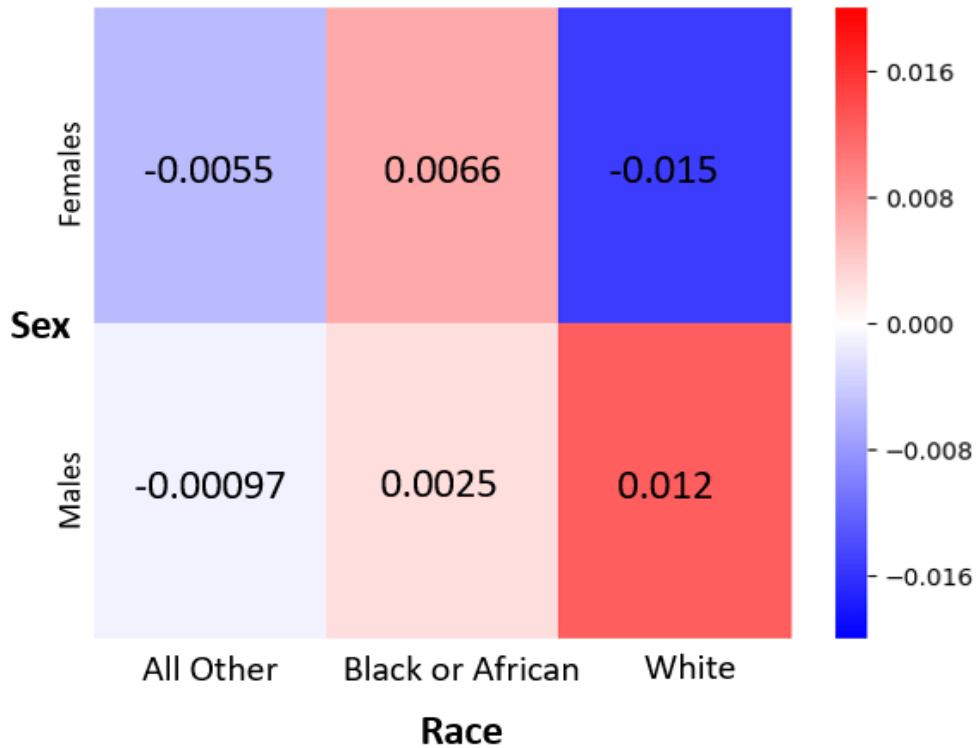 Females
-0.0055 0.0066 -0.015
0.016
0.008
Sex
0.000
Males
-0.00097 0.0025 0.012
−0.008
−0.016
All Other Black or African White
Race